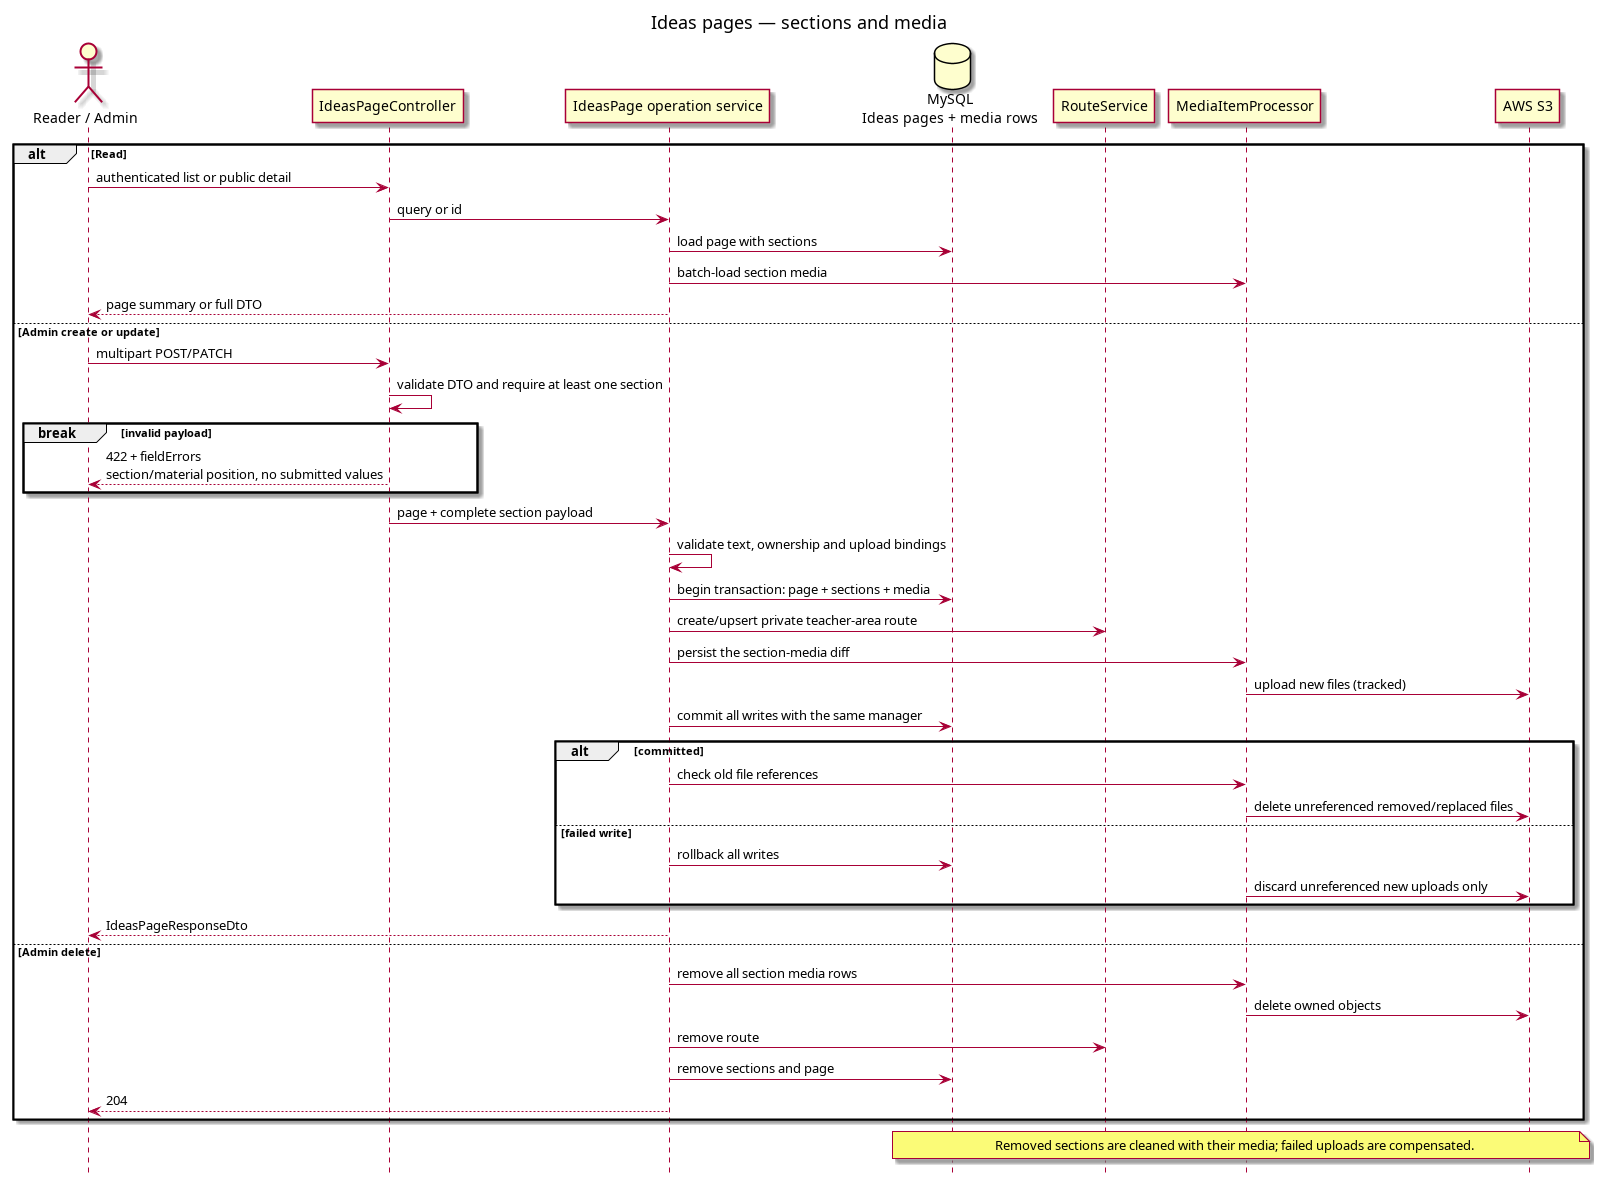 Ideas pages — sections and media
Reader / Admin
IdeasPageController
IdeasPage operation service
MySQL
Ideas pages + media rows
RouteService
MediaItemProcessor
AWS S3
alt [Read]
authenticated list or public detail
query or id
load page with sections
batch-load section media
page summary or full DTO
[Admin create or update]
multipart POST/PATCH
validate DTO and require at least one section
break [invalid payload]
422 + fieldErrors
section/material position, no submitted values
page + complete section payload
validate text, ownership and upload bindings
begin transaction: page + sections + media
create/upsert private teacher-area route
persist the section-media diff
upload new files (tracked)
commit all writes with the same manager
alt [committed]
check old file references
delete unreferenced removed/replaced files
[failed write]
rollback all writes
discard unreferenced new uploads only
IdeasPageResponseDto
[Admin delete]
remove all section media rows
delete owned objects
remove route
remove sections and page
204
Removed sections are cleaned with their media; failed uploads are compensated.